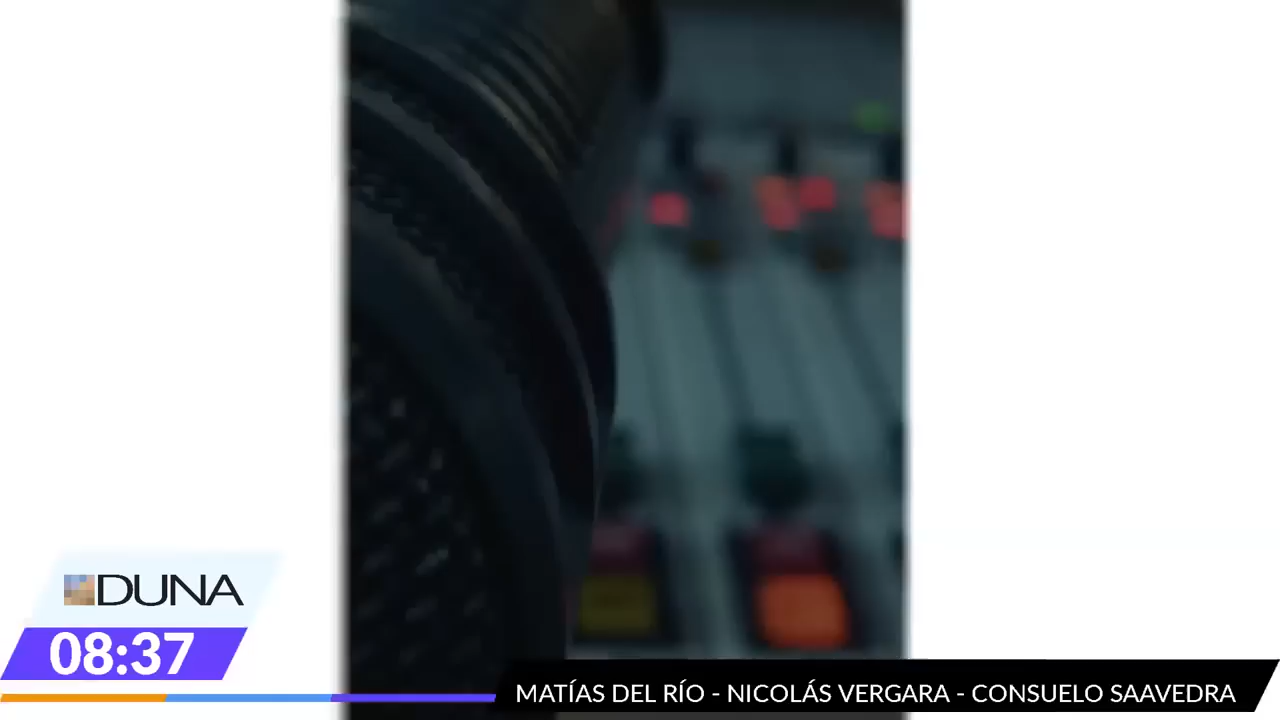 DUNA
08:37
MATÍAS DEL RÍO - NICOLÁS VERGARA - CONSUELO SAAVEDRA